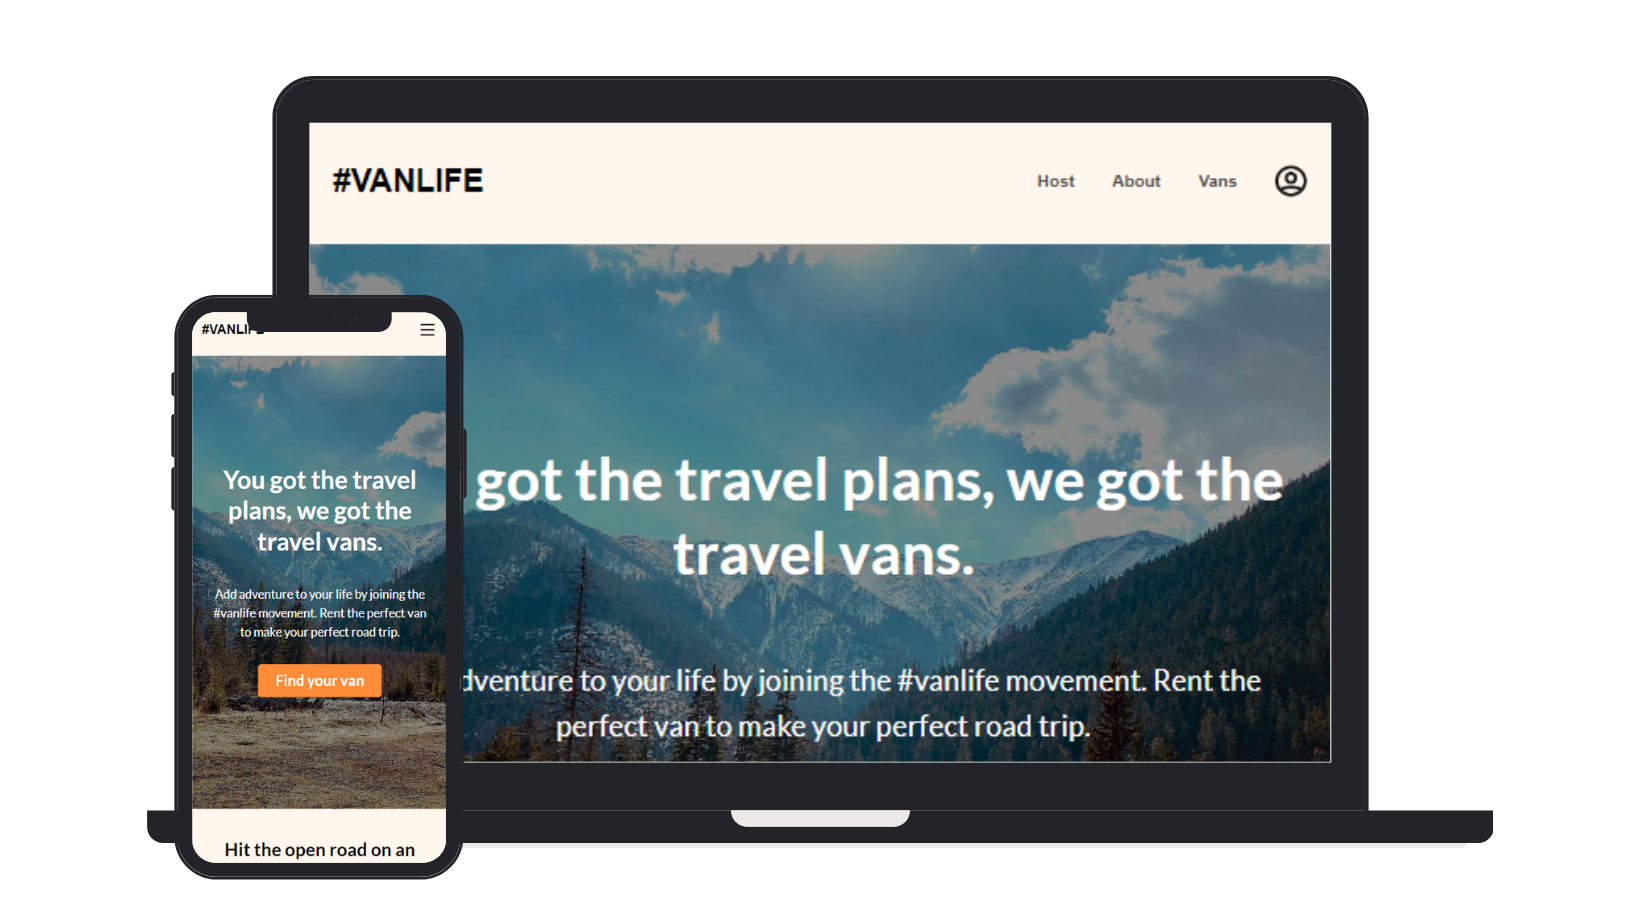 #VANLIFE
Host
About
Vans
got the travel plans, we got the
travel vans.
dventure to your life by joining the #vanlife movement. Rent the
perfect van to make your perfect road trip.
#VANLIFE
You got the travel
plans, we got the
travel vans.
Add adventure to your life by joining the
#vanlife movement. Rent the perfect van
to make your perfect road trip.
Find your van
Hit the open road on an